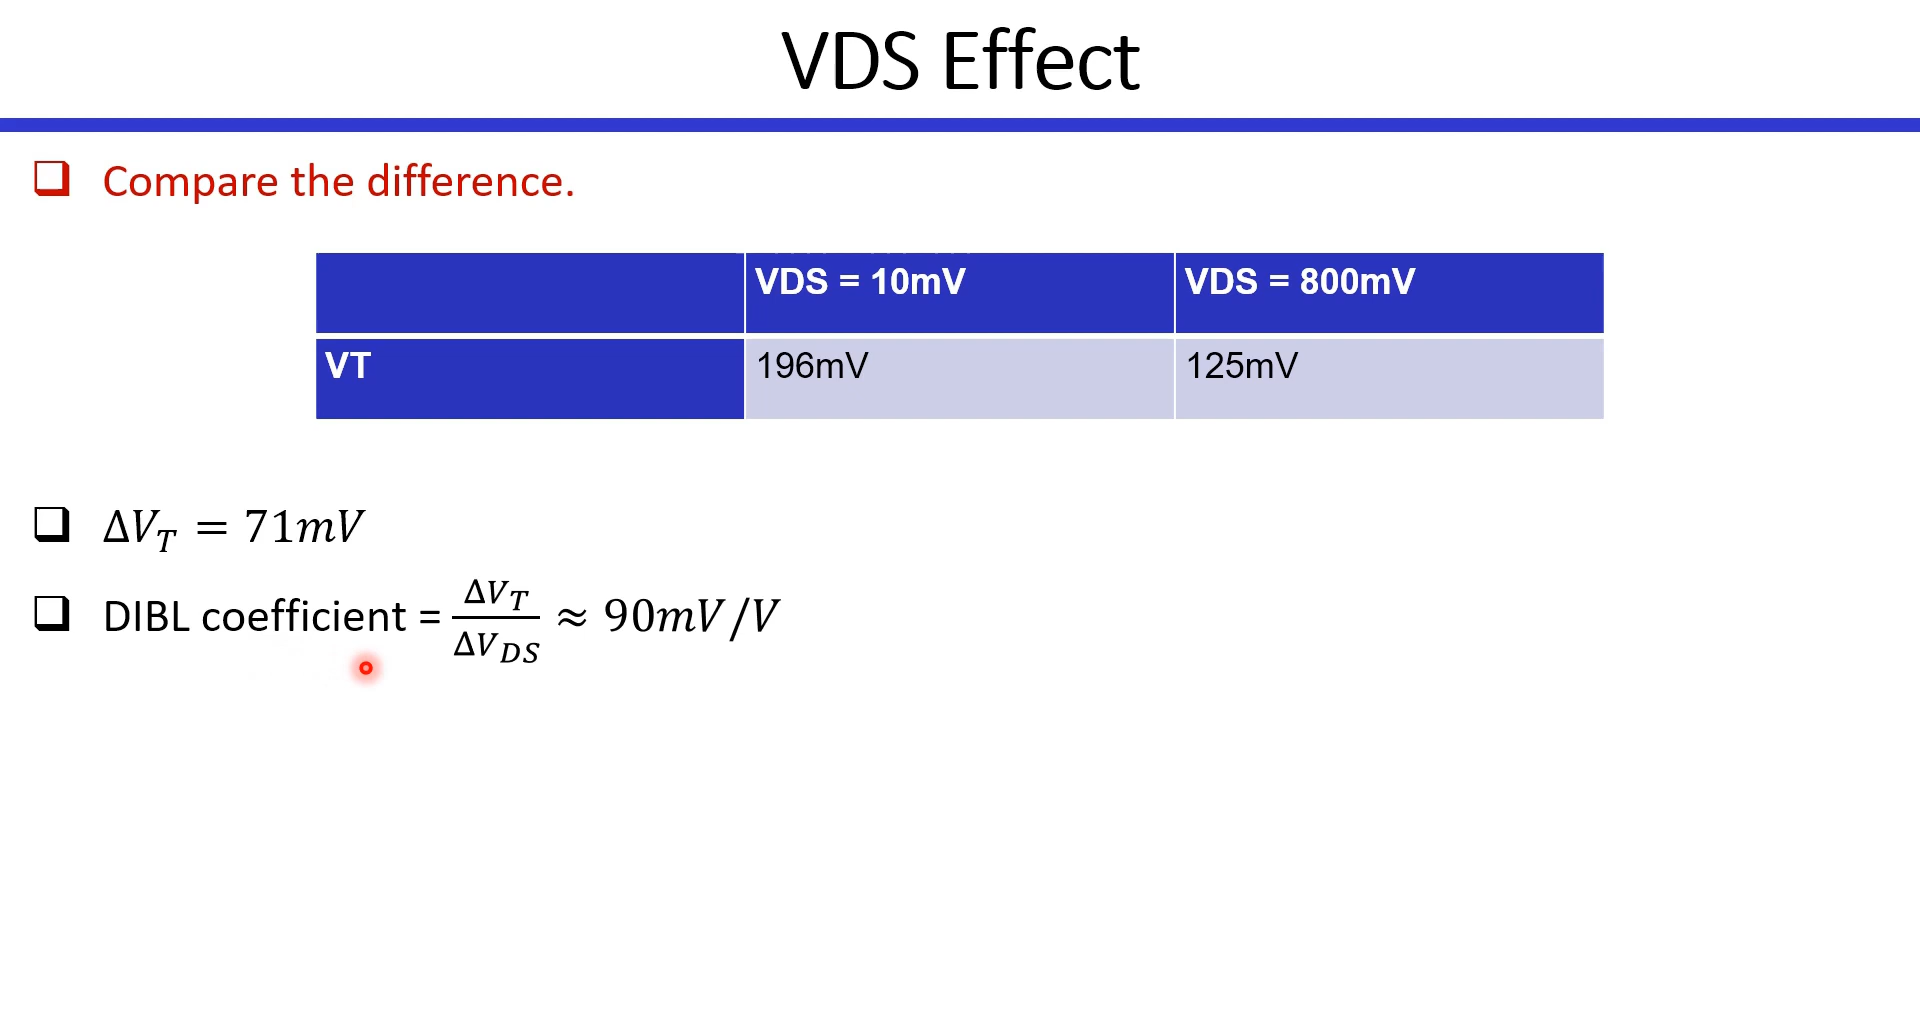 VDS Effect
❑ Compare the difference.
VDS = 10mV VDS = 800mV
VT 196mV 125mV
❑ ΔV_T = 71mV
❑ DIBL coefficient = ΔV_T/ΔV_DS ≈ 90mV/V